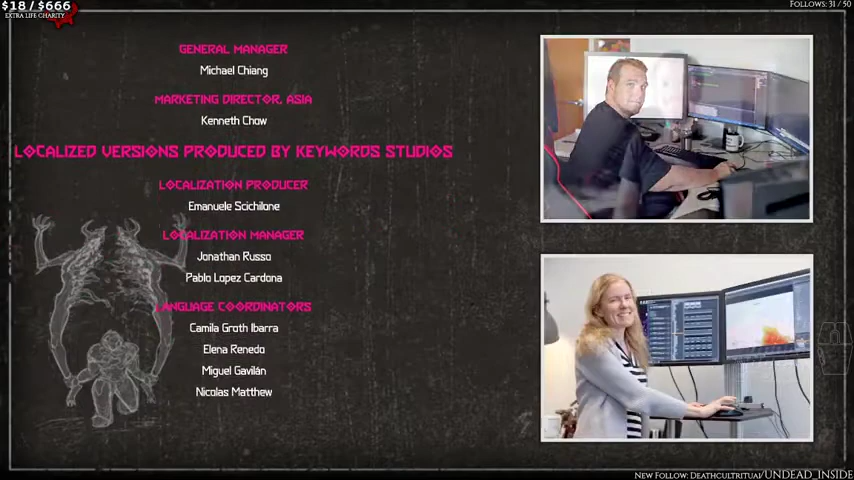 $18 / $666
EXTRA LIFE CHARITY
FOLLOWS: 31 / 50
GENERAL MANAGER
Michael Chiang
MARKETING DIRECTOR, ASIA
Kenneth Chow
LOCALIZED VERSIONS PRODUCED BY KEYWORDS STUDIOS
LOCALIZATION PRODUCER
Emanuele Scichilone
LOCALIZATION MANAGER
Jonathan Russo
Pablo Lopez Cardona
LANGUAGE COORDINATORS
Camila Groth Ibarra
Elena Renedo
Miguel Gavilán
Nicolas Matthew
NEW FOLLOW: DEATHCULTRITUAL/UNDEAD_INSIDE